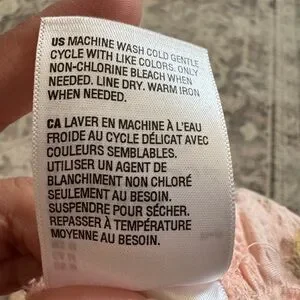 US MACHINE WASH COLD GENTLE
CYCLE WITH LIKE COLORS. ONLY
NON-CHLORINE BLEACH WHEN
NEEDED. LINE DRY. WARM IRON
WHEN NEEDED.
CA LAVER EN MACHINE À L'EAU
FROIDE AU CYCLE DÉLICAT AVEC
COULEURS SEMBLABLES.
UTILISER UN AGENT DE
BLANCHIMENT NON CHLORÉ
SEULEMENT AU BESOIN.
SUSPENDRE POUR SÉCHER.
REPASSER À TEMPÉRATURE
MOYENNE AU BESOIN.